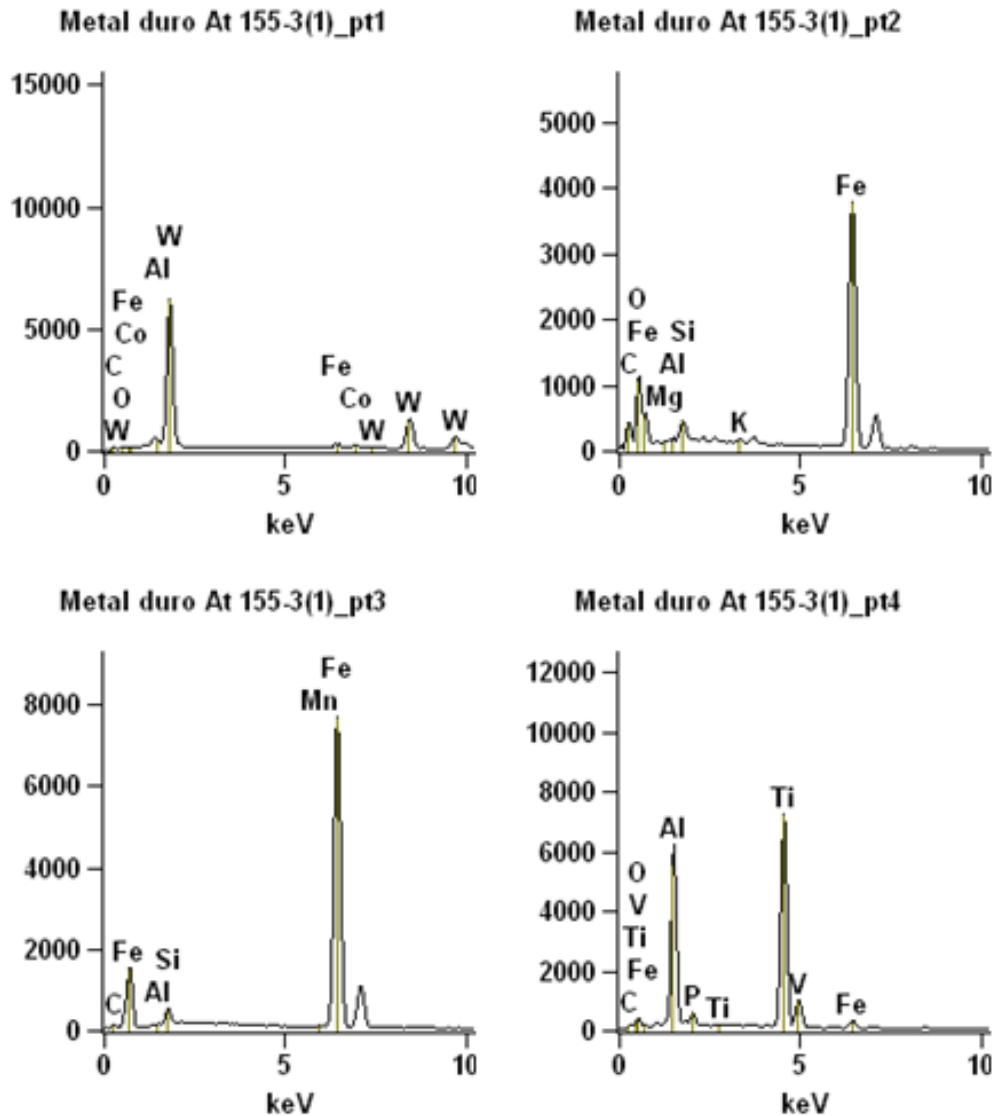 Metal duro At 155-3(1)_pt1
15000
10000
5000
0
W
Al
Fe
Co
C
O
W
Fe
Co
W
W
W
0 5 10
keV
Metal duro At 155-3(1)_pt2
5000
4000
3000
2000
1000
0
Fe
O
Fe Si
C Al
Mg
K
0 5 10
keV
Metal duro At 155-3(1)_pt3
8000
6000
4000
2000
0
Fe
Mn
Fe Si
C Al
0 5 10
keV
Metal duro At 155-3(1)_pt4
12000
10000
8000
6000
4000
2000
0
Ti
Al
O
V
Ti
Fe
C P Ti V Fe
0 5 10
keV